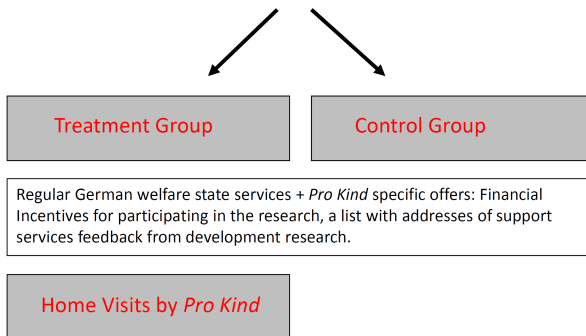 Treatment Group
Control Group
Regular German welfare state services + Pro Kind specific offers: Financial
Incentives for participating in the research, a list with addresses of support
services feedback from development research.
Home Visits by Pro Kind